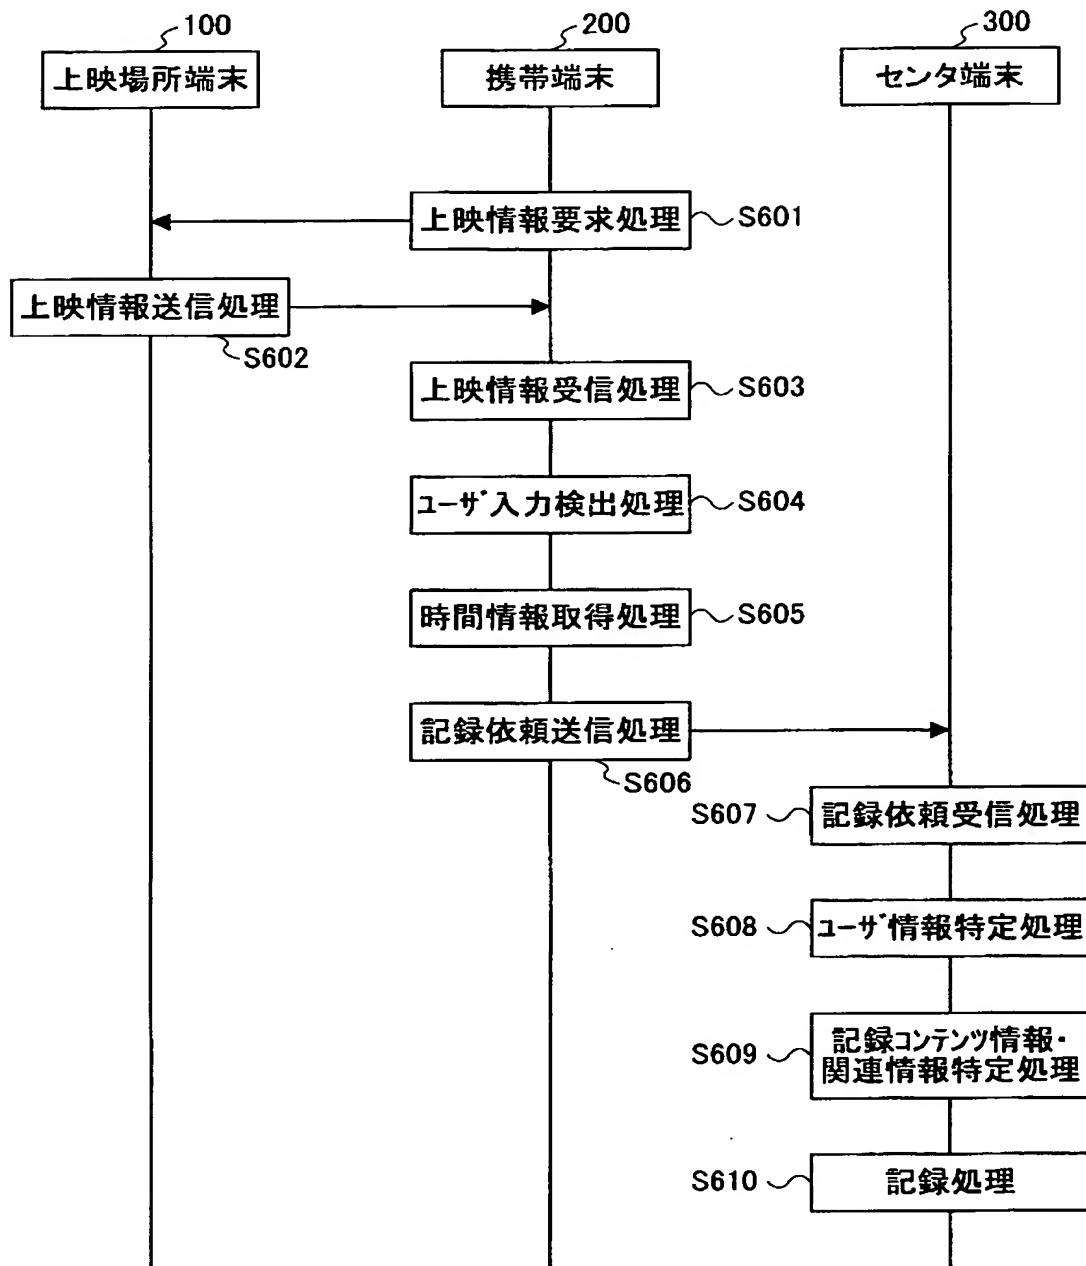 100
200
300
上映場所端末
携帯端末
センタ端末
上映情報要求処理
S601
上映情報送信処理
S602
上映情報受信処理
S603
ユーザ入力検出処理
S604
時間情報取得処理
S605
記録依頼送信処理
S606
S607
記録依頼受信処理
S608
ユーザ情報特定処理
S609
記録コンテンツ情報・
関連情報特定処理
S610
記録処理